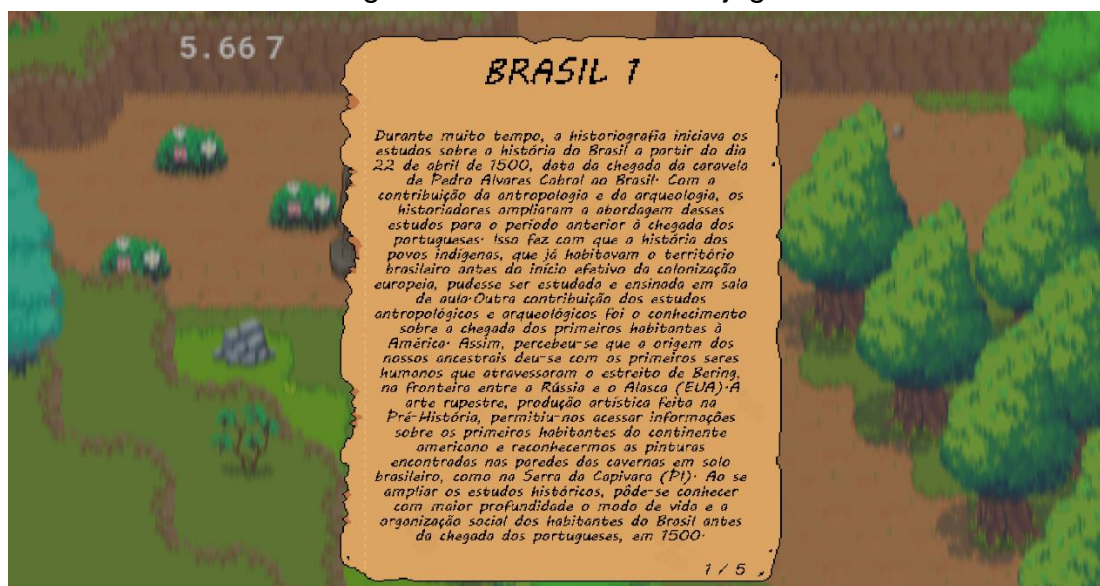 5.66 7
BRASIL 1
Durante muito tempo, a historiografia iniciava os
estudos sobre a história do Brasil a partir do dia
22 de abril de 1500, data da chegada da caravela
de Pedro Alvares Cabral ao Brasil. Com a
contribuição da antropologia e da arqueologia, os
historiadores ampliaram a abordagem desses
estudos para o período anterior à chegada dos
portugueses. Isso fez com que a história dos
povos indígenas, que já habitavam o território
brasileiro antes do início efetivo da colonização
europeia, pudesse ser estudada e ensinada em sala
de aula.Outra contribuição dos estudos
antropológicos e arqueológicos foi o conhecimento
sobre a chegada dos primeiros habitantes à
América. Assim, percebeu-se que a origem dos
nossos ancestrais deu-se com os primeiros seres
humanos que atravessaram o estreito de Bering,
na fronteira entre a Rússia e o Alasca (EUA).A
arte rupestre, produção artística feita na
Pré-História, permitiu-nos acessar informações
sobre os primeiros habitantes do continente
americano e reconhecermos as pinturas
encontradas nas paredes das cavernas em solo
brasileiro, como na Serra da Capivara (PI). Ao se
ampliar os estudos históricos, pôde-se conhecer
com maior profundidade o modo de vida e a
organização social dos habitantes do Brasil antes
da chegada dos portugueses, em 1500.
1 / 5